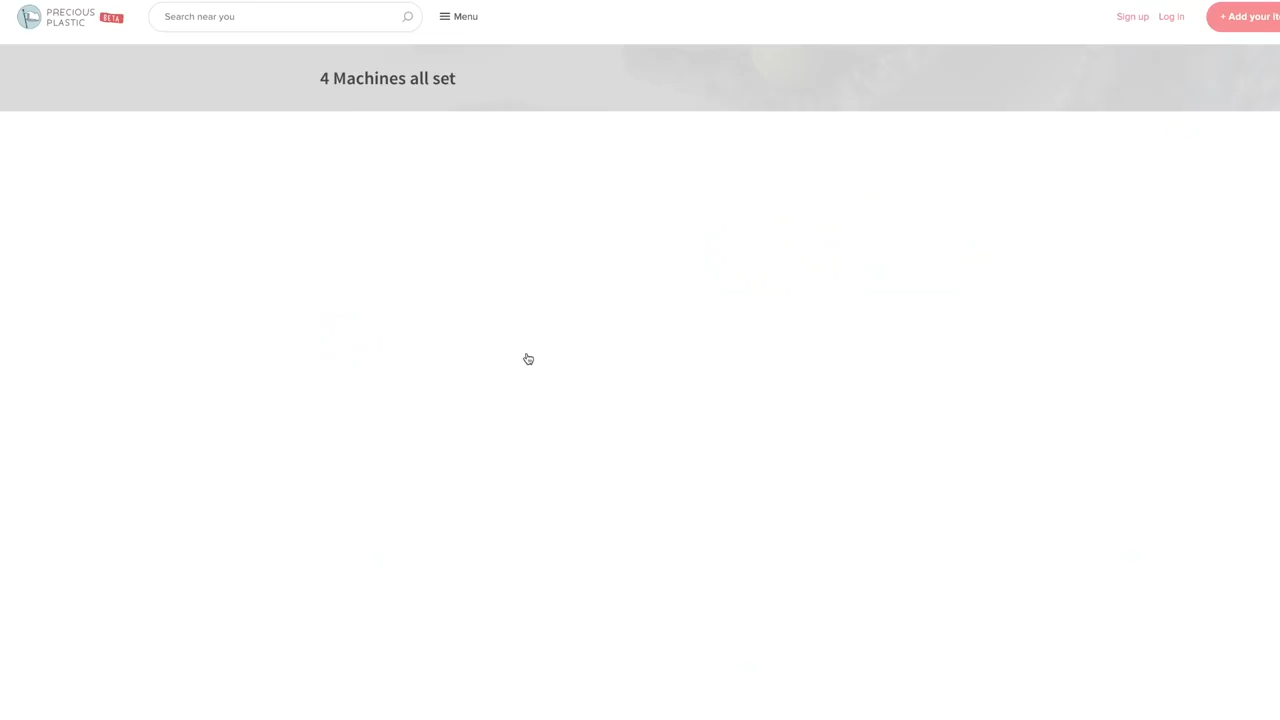 PRECIOUS
PLASTIC
BETA
Search near you
Menu
Sign up
Log in
+ Add your it
4 Machines all set